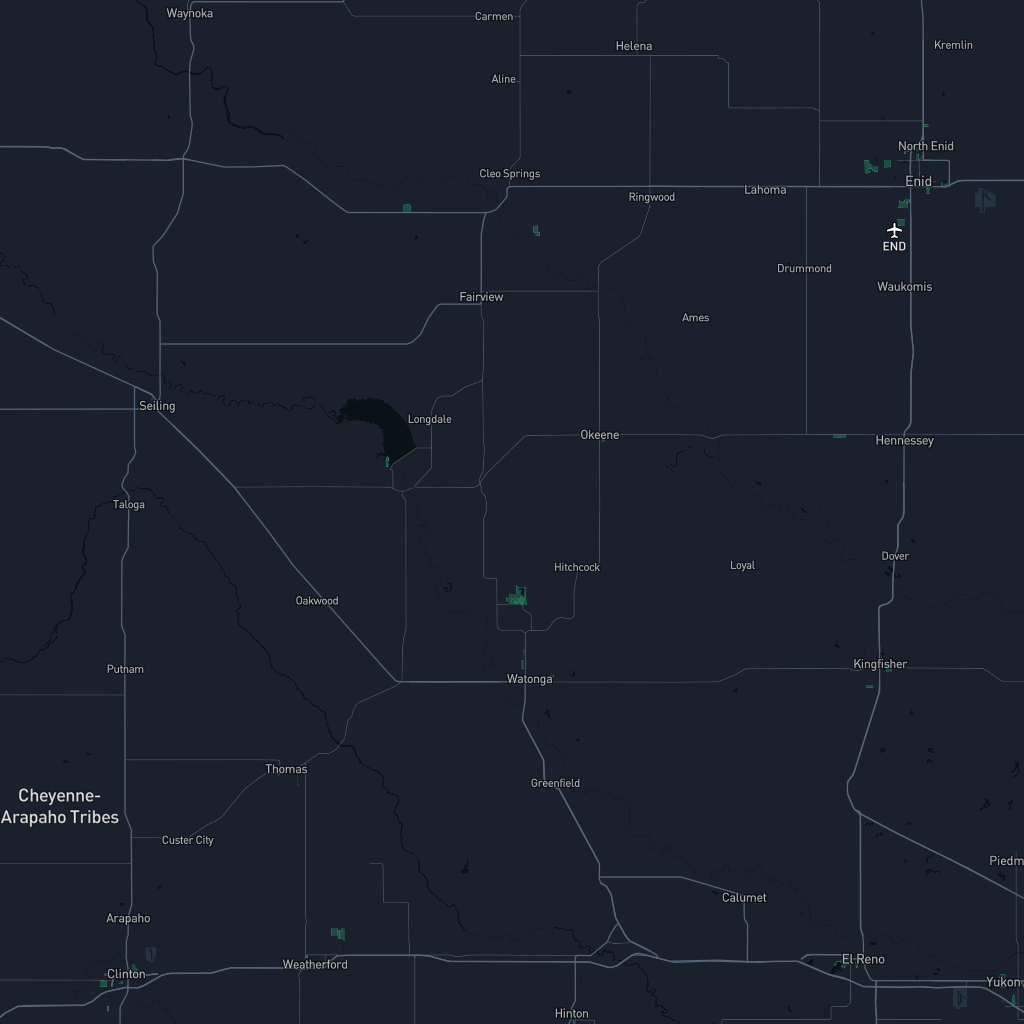 Waynoka
Carmen
Helena
Kremlin
Aline
North Enid
Cleo Springs
Enid
Lahoma
Ringwood
END
Drummond
Waukomis
Fairview
Ames
Seiling
Longdale
Okeene
Hennessey
Taloga
Dover
Hitchcock
Loyal
Oakwood
Putnam
Kingfisher
Watonga
Thomas
Greenfield
Cheyenne-
Arapaho Tribes
Custer City
Piedm
Calumet
Arapaho
El Reno
Weatherford
Clinton
Yukon
Hinton